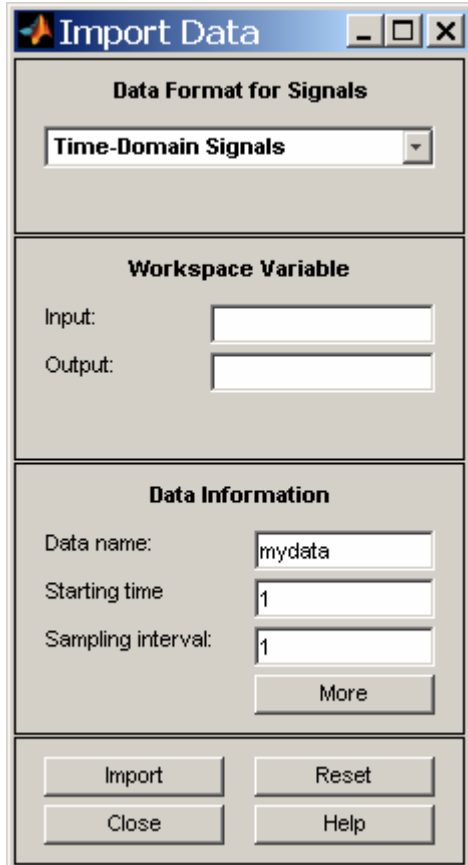 Import Data
Data Format for Signals
Time-Domain Signals
Workspace Variable
Input:
Output:
Data Information
Data name: mydata
Starting time 1
Sampling interval: 1
More
Import Reset
Close Help